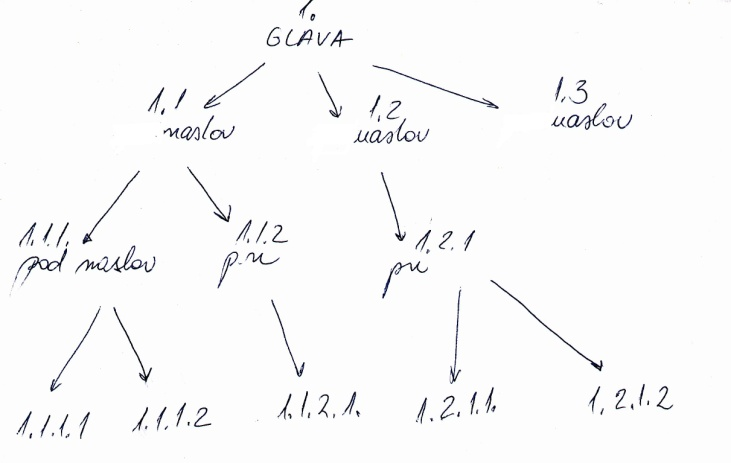 1.
GLAVA
1.1
naslov
1.2
naslov
1.3
naslov
1.1.1.
pod naslov
1.1.2
p.n
1.2.1
pn
1.1.1.1
1.1.1.2
1.1.2.1.
1.2.1.1.
1.2.1.2